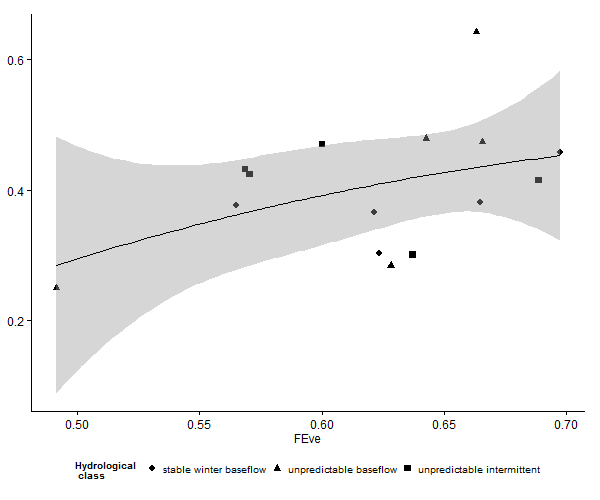 0.6
0.4
0.2
0.50 0.55 0.60 0.65 0.70
FEve
Hydrological
class
stable winter baseflow unpredictable baseflow unpredictable intermittent